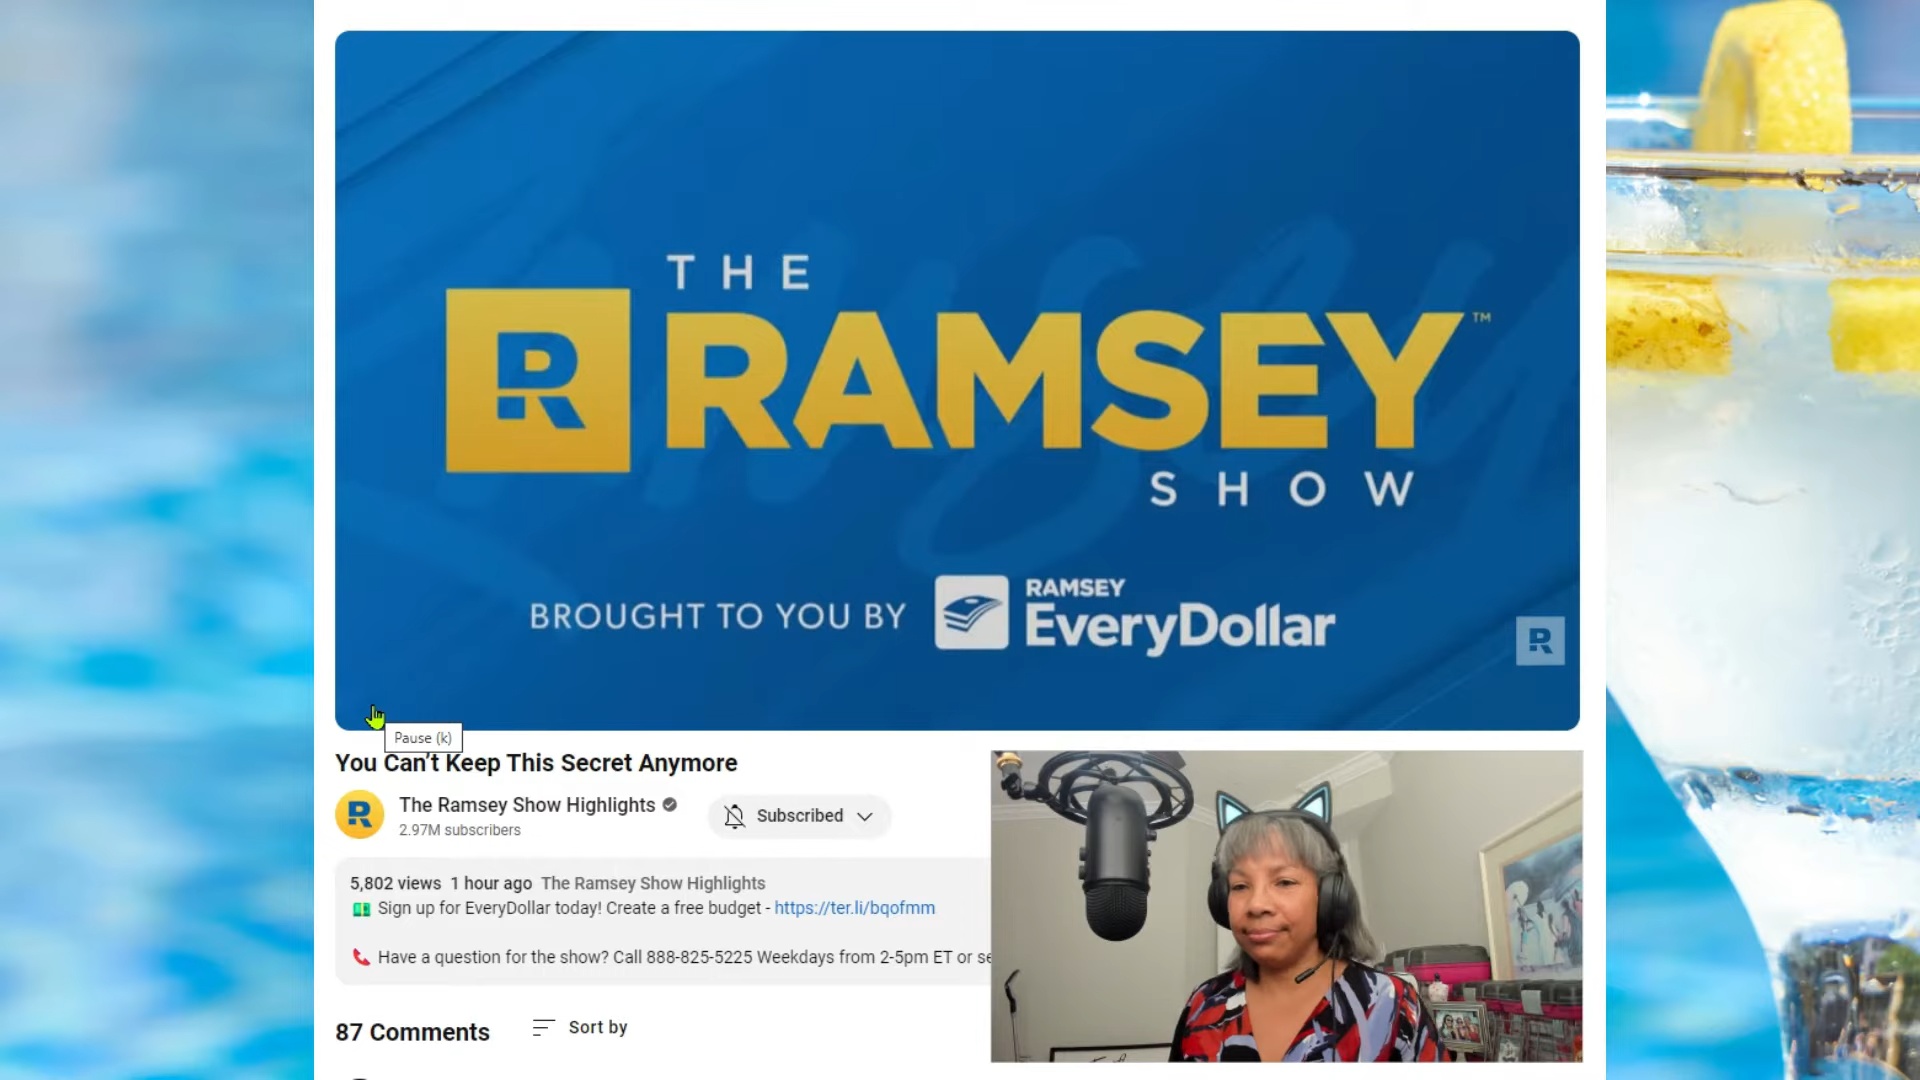 THE
R RAMSEY™
SHOW
BROUGHT TO YOU BY RAMSEY
EveryDollar
R
Pause (k)
You Can’t Keep This Secret Anymore
R The Ramsey Show Highlights
2.97M subscribers
Subscribed
5,802 views 1 hour ago The Ramsey Show Highlights
Sign up for EveryDollar today! Create a free budget - https://ter.li/bqofmm
Have a question for the show? Call 888-825-5225 Weekdays from 2-5pm ET or se
87 Comments
Sort by